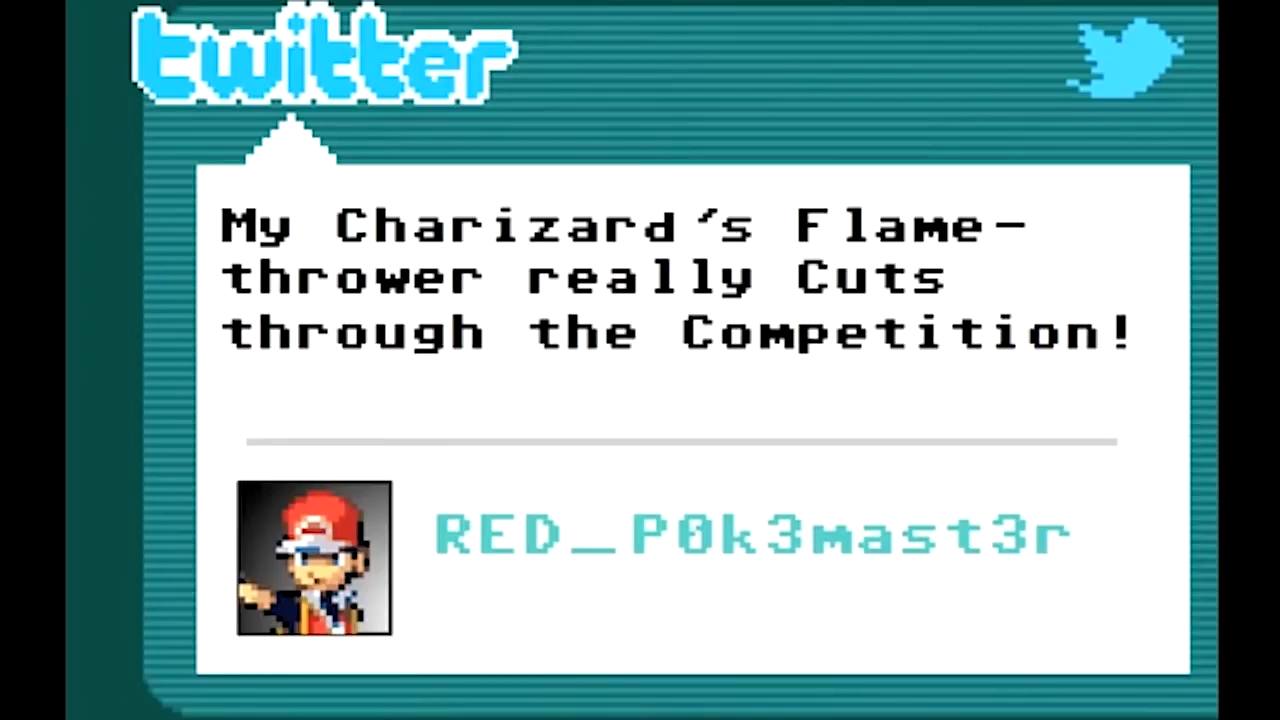 twitter
My Charizard's Flame-
thrower really Cuts
through the Competition!
RED_P0k3mast3r